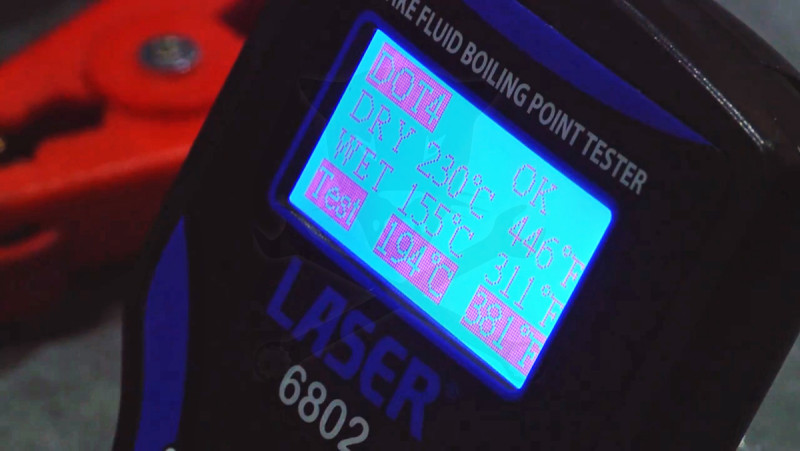 AKE FLUID BOILING POINT TESTER
DOT4 OK
DRY 230°C 446°F
WET 155°C 311°F
Test 194°C 381°F
LASER
6802